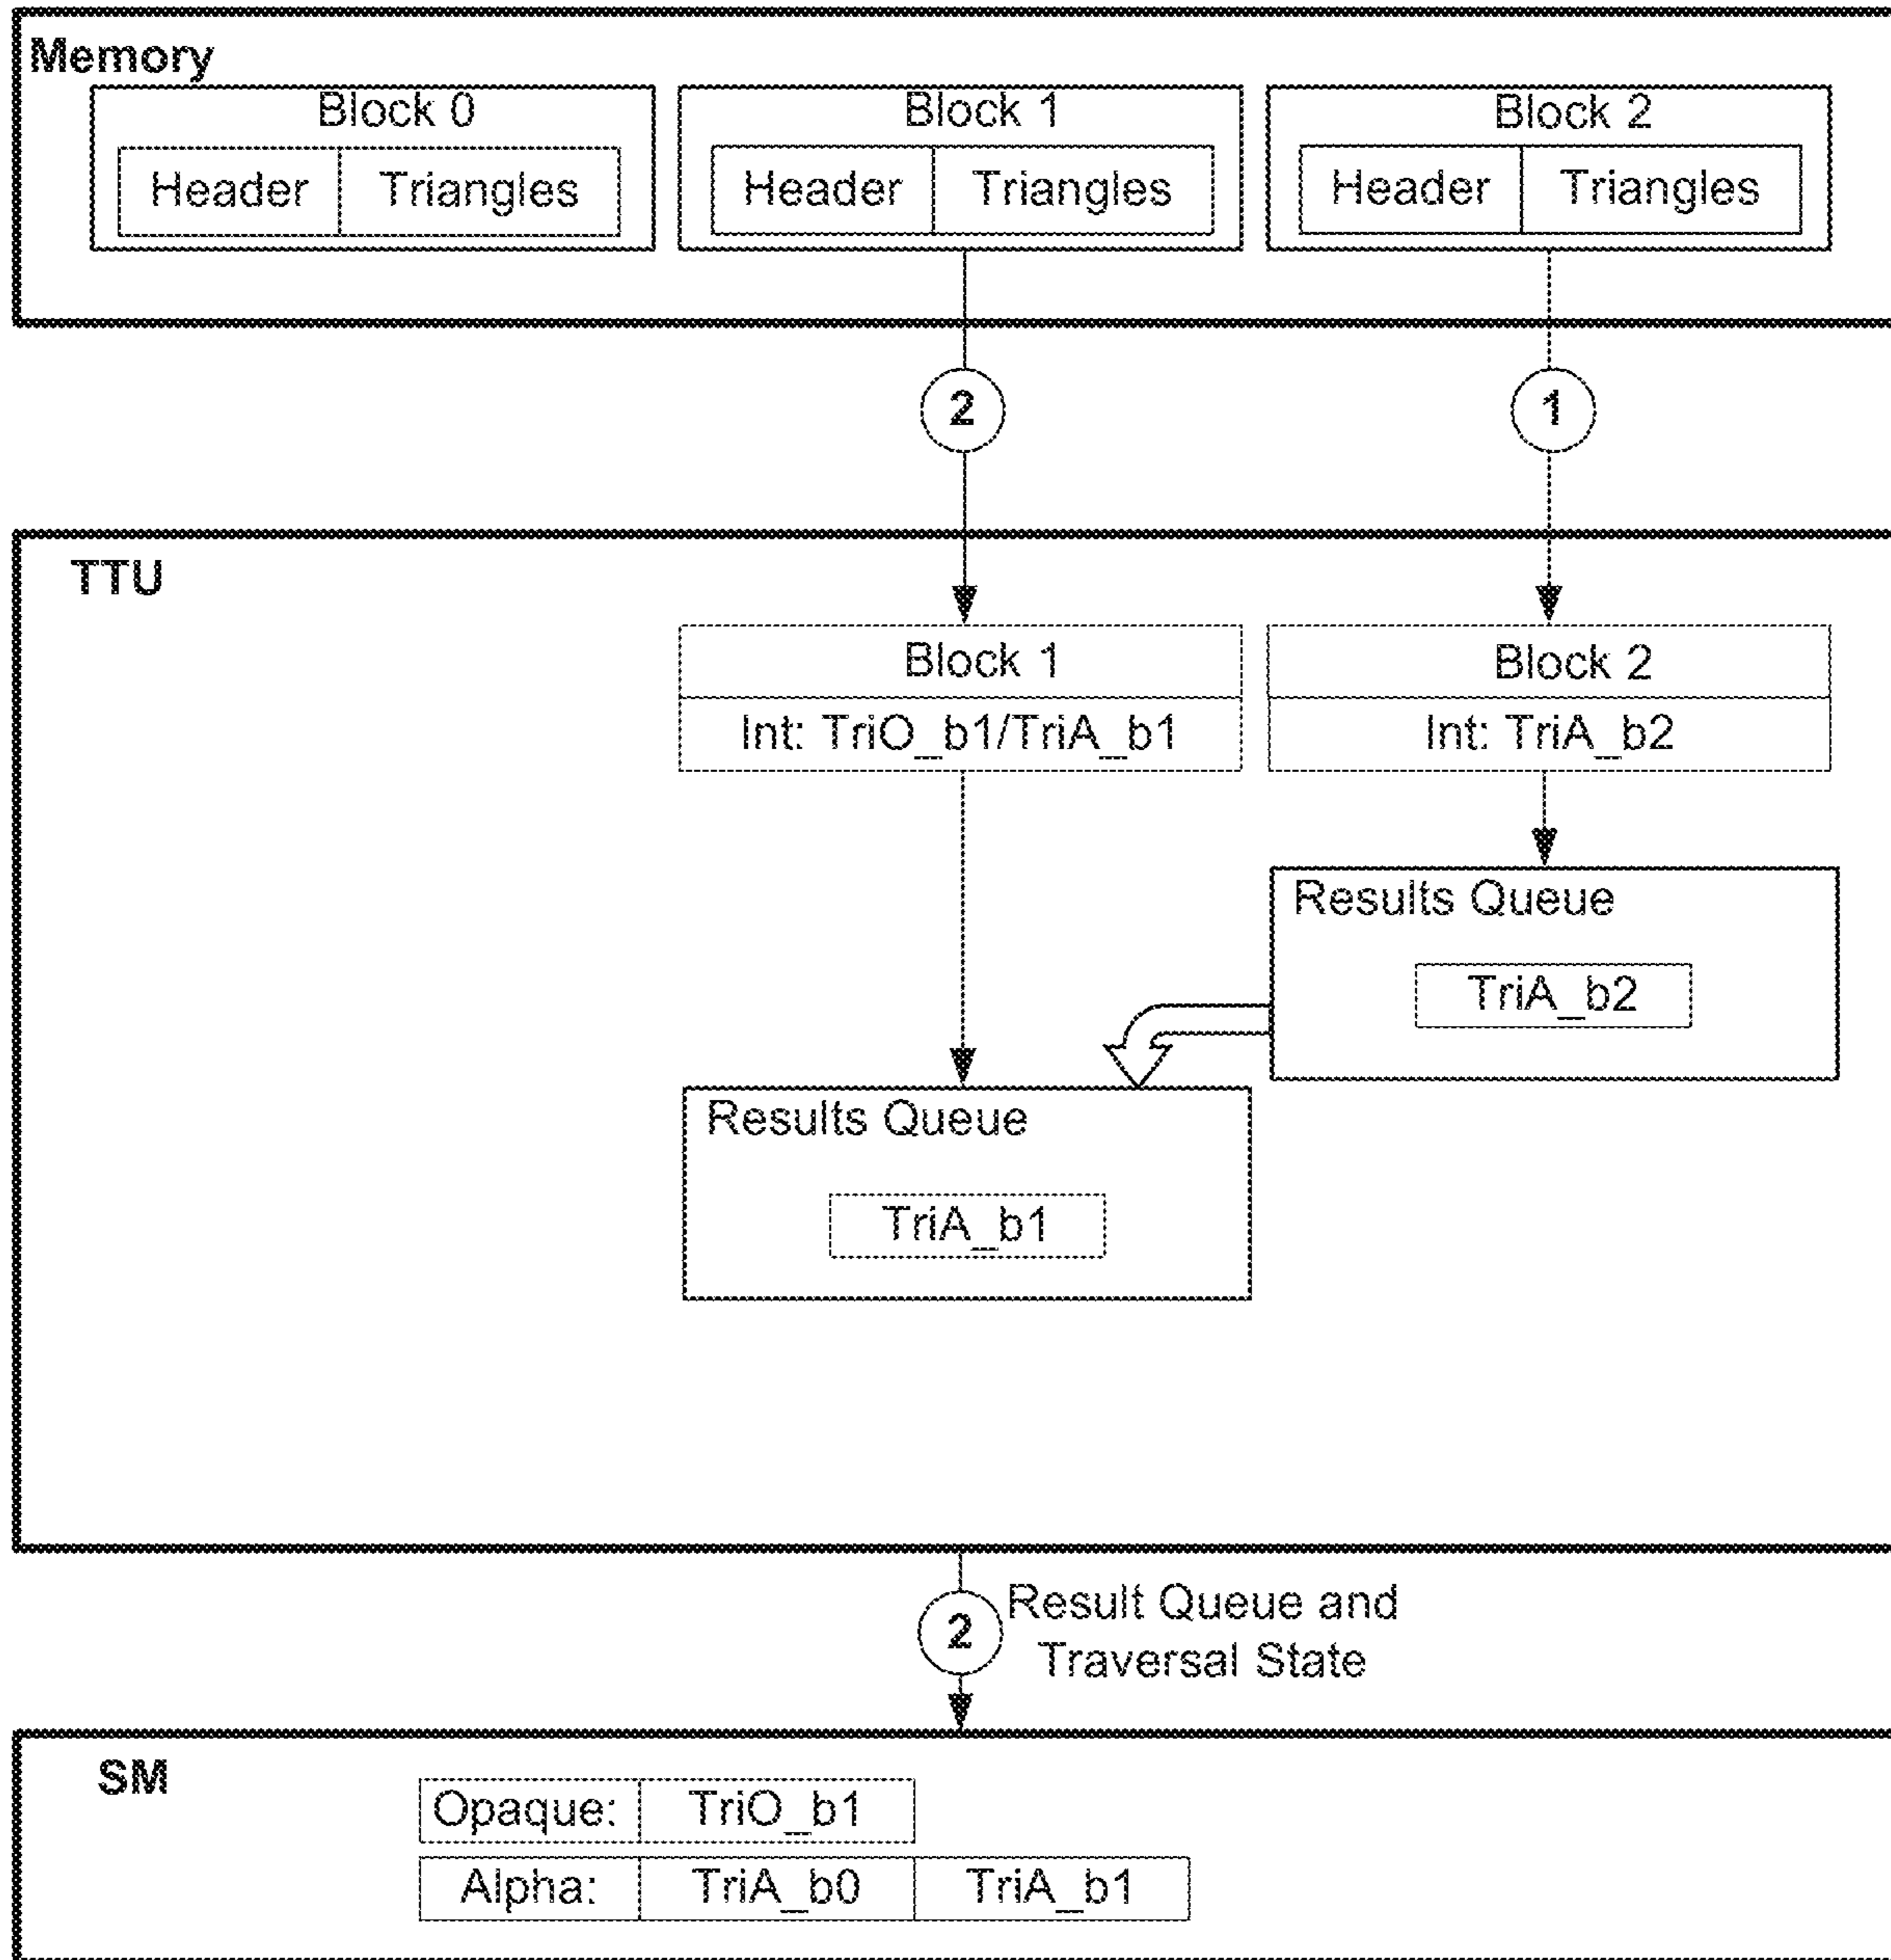 Memory
Block 0
Block 1
Block 2
Header Triangles
Header Triangles
Header Triangles
2
1
TTU
Block 1
Block 2
Int: TriO_b1/TriA_b1
Int: TriA_b2
Results Queue
TriA_b2
Results Queue
TriA_b1
2
Result Queue and
Traversal State
SM
Opaque: TriO_b1
Alpha: TriA_b0 TriA_b1